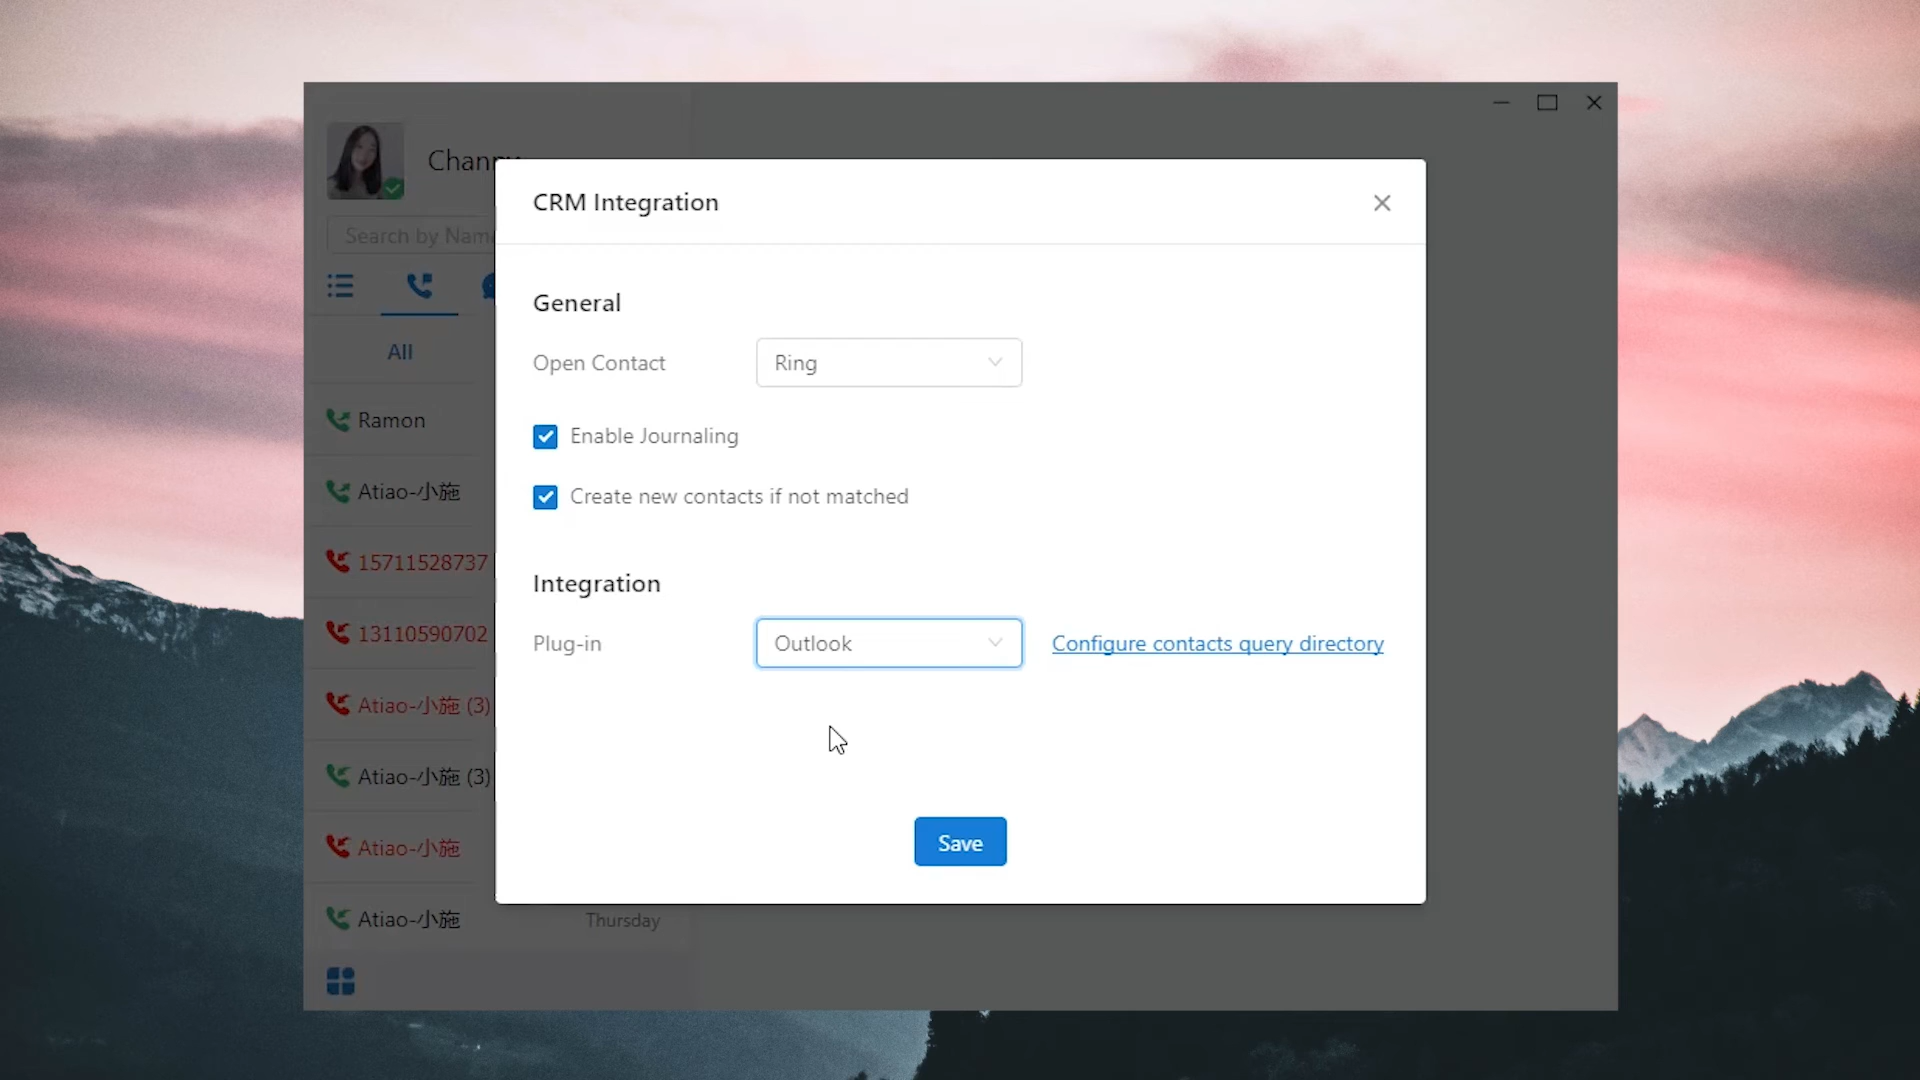 CRM Integration
Search by Nam
All
Ramon
Atiao-小施
15711528737
13110590702
Atiao-小施 (3)
Atiao-小施 (3)
Atiao-小施
Atiao-小施
Thursday
General
Open Contact
Ring
Enable Journaling
Create new contacts if not matched
Integration
Plug-in
Outlook
Configure contacts query directory
Save